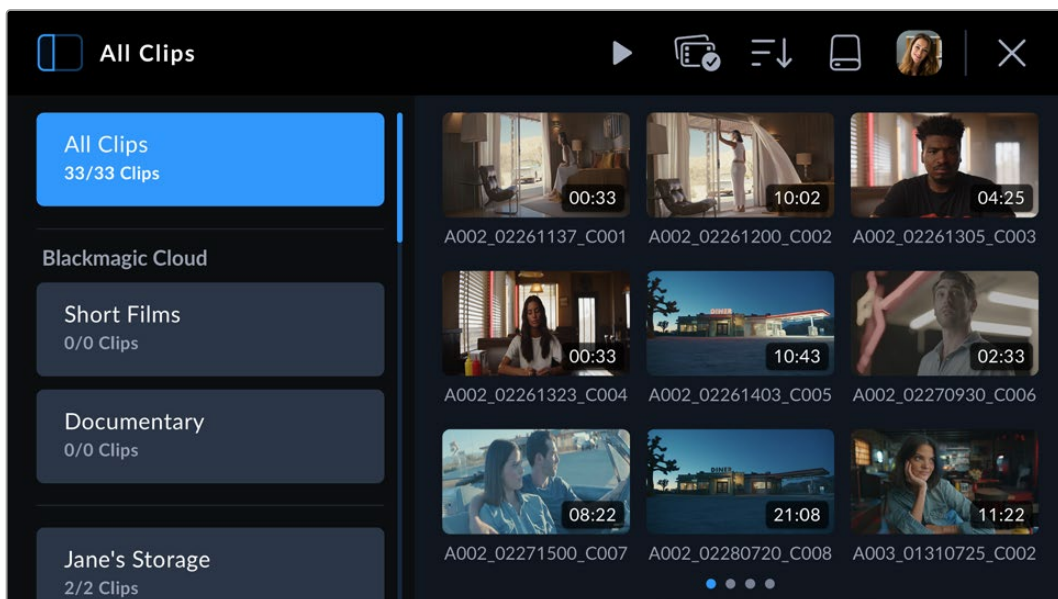 All Clips
All Clips
33/33 Clips
Blackmagic Cloud
Short Films
0/0 Clips
Documentary
0/0 Clips
Jane's Storage
2/2 Clips
00:33
10:02
04:25
A002_02261137_C001
A002_02261200_C002
A002_02261305_C003
DINER
00:33
10:43
02:33
A002_02261323_C004
A002_02261403_C005
A002_02270930_C006
DINER
08:22
21:08
11:22
A002_02271500_C007
A002_02280720_C008
A003_01310725_C002